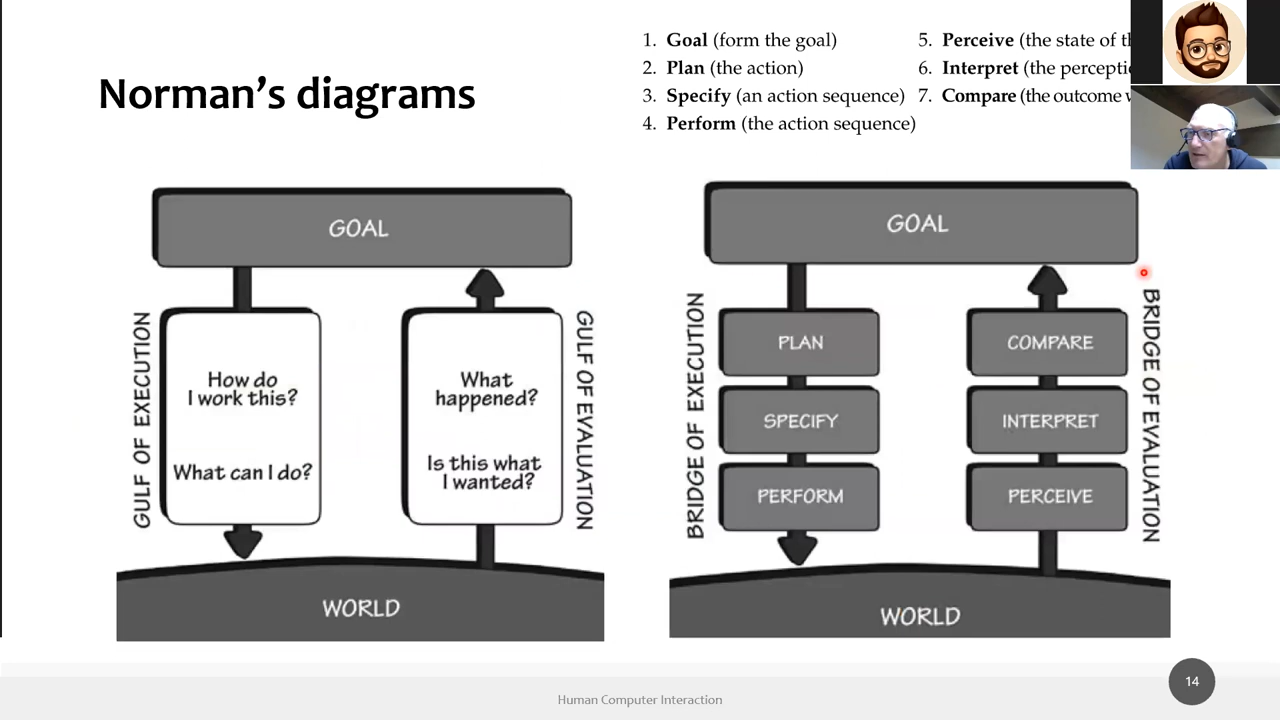 Norman's diagrams
1. Goal (form the goal)
2. Plan (the action)
3. Specify (an action sequence)
4. Perform (the action sequence)
5. Perceive (the state of
6. Interpret (the
7. Compare (the outcome
GOAL
GULF OF EXECUTION
How do
I work this?
What can I do?
What
happened?
Is this what
I wanted?
GULF OF EVALUATION
WORLD
GOAL
BRIDGE OF EXECUTION
PLAN
SPECIFY
PERFORM
COMPARE
INTERPRET
PERCEIVE
BRIDGE OF EVALUATION
WORLD
Human Computer Interaction
14